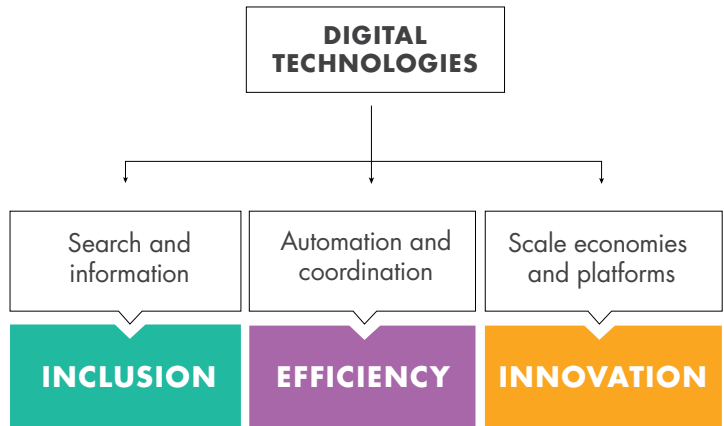 DIGITAL
TECHNOLOGIES
Search and
information
Automation and
coordination
Scale economies
and platforms
INCLUSION
EFFICIENCY
INNOVATION